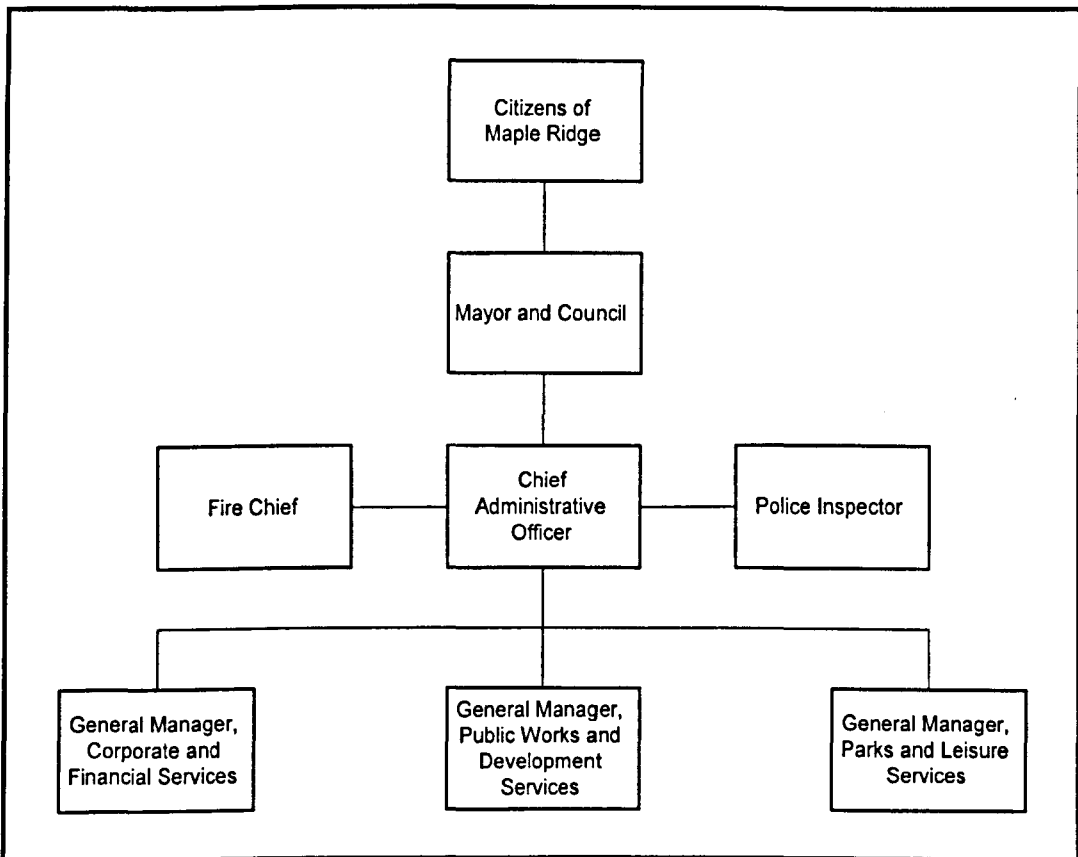 Citizens of
Maple Ridge
Mayor and Council
Fire Chief
Chief
Administrative
Officer
Police Inspector
General Manager,
Corporate and
Financial Services
General Manager,
Public Works and
Development
Services
General Manager,
Parks and Leisure
Services